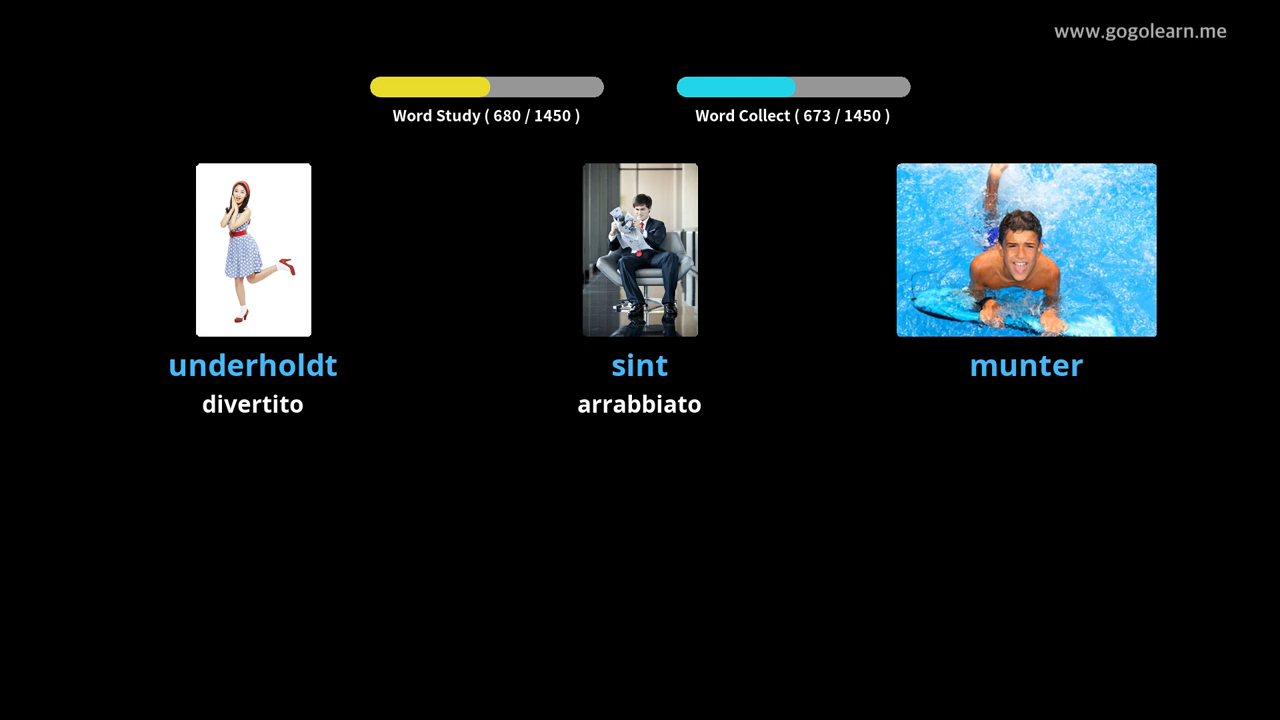 www.gogolearn.me
Word Study ( 680 / 1450 )
Word Collect ( 673 / 1450 )
underholdt
sint
munter
divertito
arrabbiato